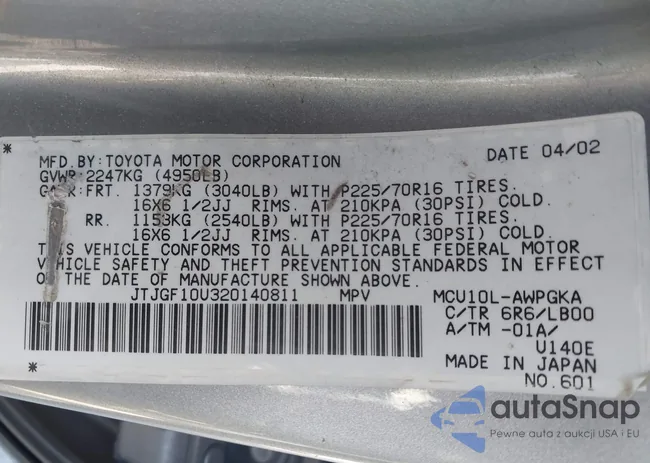 MFD.BY:TOYOTA MOTOR CORPORATION DATE 04/02
GVWR:2247KG (4950LB)
GAWR:FRT. 1379KG (3040LB) WITH P225/70R16 TIRES.
16X6 1/2JJ RIMS. AT 210KPA (30PSI) COLD.
RR. 1153KG (2540LB) WITH P225/70R16 TIRES.
16X6 1/2JJ RIMS. AT 210KPA (30PSI) COLD.
THIS VEHICLE CONFORMS TO ALL APPLICABLE FEDERAL MOTOR
VEHICLE SAFETY AND THEFT PREVENTION STANDARDS IN EFFECT
ON THE DATE OF MANUFACTURE SHOWN ABOVE.
JTJGF10U320140811 MPV MCU10L-AWPGKA
C/TR 6R6/LB00
A/TM -01A/
U140E
MADE IN JAPAN
NO.601
autaSnap
Pewne auta z aukcji USA i EU